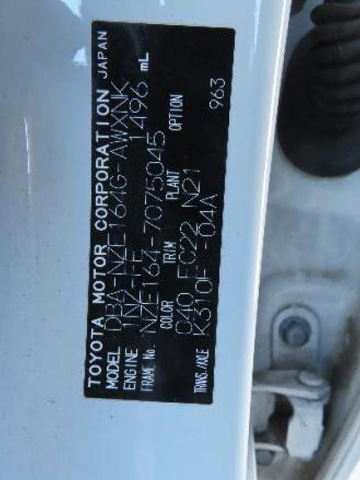 TOYOTA MOTOR CORPORATION JAPAN
MODEL DBA-NZE164G-AWXNK
ENGINE 1NZ-FE 1496 mL
FRAME No. NZE164-7075045
COLOR TRIM PLANT OPTION
040 FC22 N21
TRANS./AXLE K310F -04A 963